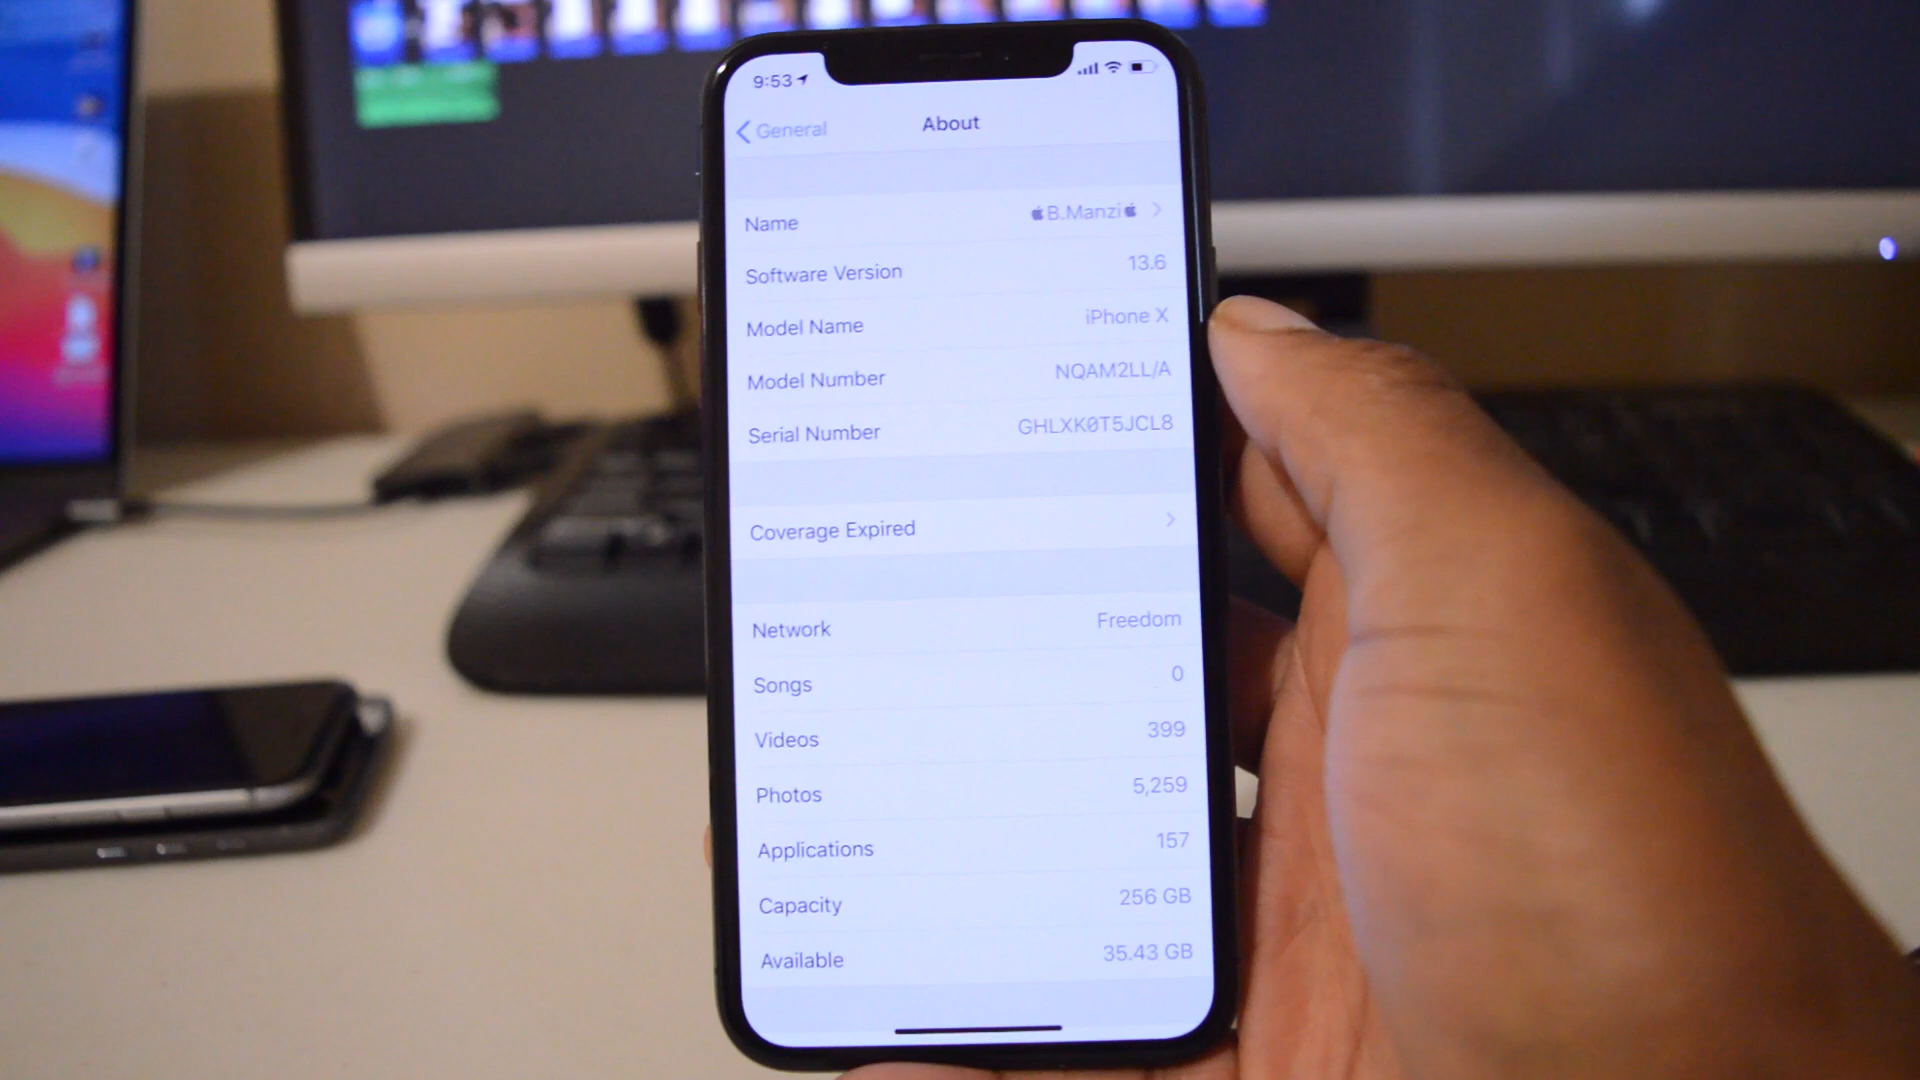 9:53
General About
Name B.Manzi
Software Version 13.6
Model Name iPhone X
Model Number NQAM2LL/A
Serial Number GHLXK0T5JCL8
Coverage Expired
Network Freedom
Songs 0
Videos 399
Photos 5,259
Applications 157
Capacity 256 GB
Available 35.43 GB